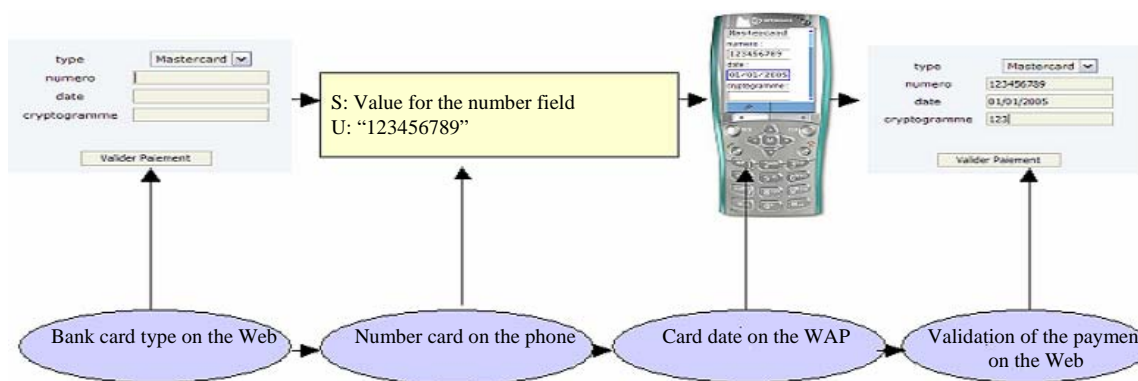 type Mastercard
numero
date
cryptogramme
Valider Paiement
S: Value for the number field
U: “123456789”
Mastercard
numero :
123456789
date :
01/01/2005
cryptogramme :
type Mastercard
numero 123456789
date 01/01/2005
cryptogramme 123
Valider Paiement
Bank card type on the Web
Number card on the phone
Card date on the WAP
Validation of the paymen
on the Web